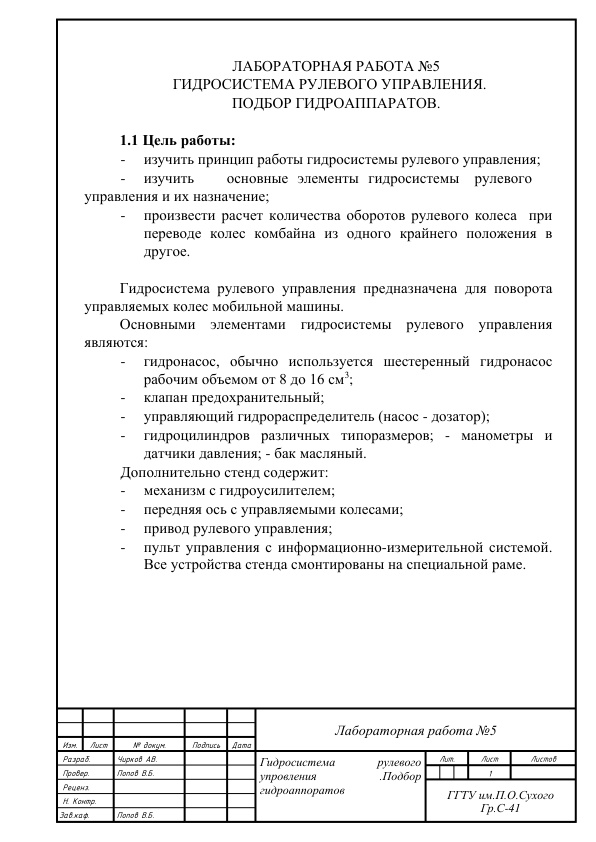 ЛАБОРАТОРНАЯ РАБОТА №5
ГИДРОСИСТЕМА РУЛЕВОГО УПРАВЛЕНИЯ.
ПОДБОР ГИДРОАППАРАТОВ.
1.1 Цель работы:
- изучить принцип работы гидросистемы рулевого управления;
- изучить основные элементы гидросистемы рулевого
управления и их назначение;
- произвести расчет количества оборотов рулевого колеса при
переводе колес комбайна из одного крайнего положения в
другое.
Гидросистема рулевого управления предназначена для поворота
управляемых колес мобильной машины.
Основными элементами гидросистемы рулевого управления
являются:
- гидронасос, обычно используется шестеренный гидронасос
рабочим объемом от 8 до 16 см³;
- клапан предохранительный;
- управляющий гидрораспределитель (насос - дозатор);
- гидроцилиндров различных типоразмеров; - манометры и
датчики давления; - бак масляный.
Дополнительно стенд содержит:
- механизм с гидроусилителем;
- передняя ось с управляемыми колесами;
- привод рулевого управления;
- пульт управления с информационно-измерительной системой.
Все устройства стенда смонтированы на специальной раме.
Лабораторная работа №5
Изм. Лист № докум. Подпись Дата
Разраб. Чирков А.В.
Провер. Попов В.Б.
Реценз.
Н. Контр.
Зав.каф. Попов В.Б.
Гидросистема рулевого
упровления .Подбор
гидроаппоратов
Лит. Лист Листов
1
ГГТУ им.П.О.Сухого
Гр.С-41